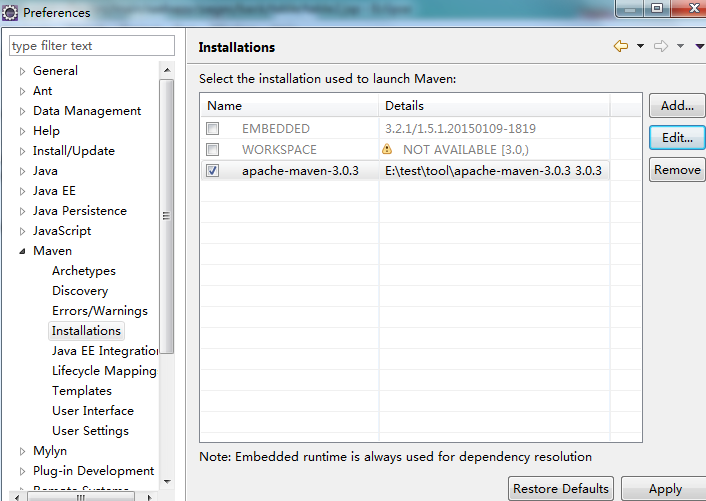 Preferences
type filter text
General
Ant
Data Management
Help
Install/Update
Java
Java EE
Java Persistence
JavaScript
Maven
Archetypes
Discovery
Errors/Warnings
Installations
Java EE Integration
Lifecycle Mapping
Templates
User Interface
User Settings
Mylyn
Plug-in Development
Remote Systems
Installations
Select the installation used to launch Maven:
Name Details
EMBEDDED 3.2.1/1.5.1.20150109-1819
WORKSPACE NOT AVAILABLE [3.0,)
apache-maven-3.0.3 E:\test\tool\apache-maven-3.0.3 3.0.3
Add...
Edit...
Remove
Note: Embedded runtime is always used for dependency resolution
Restore Defaults Apply